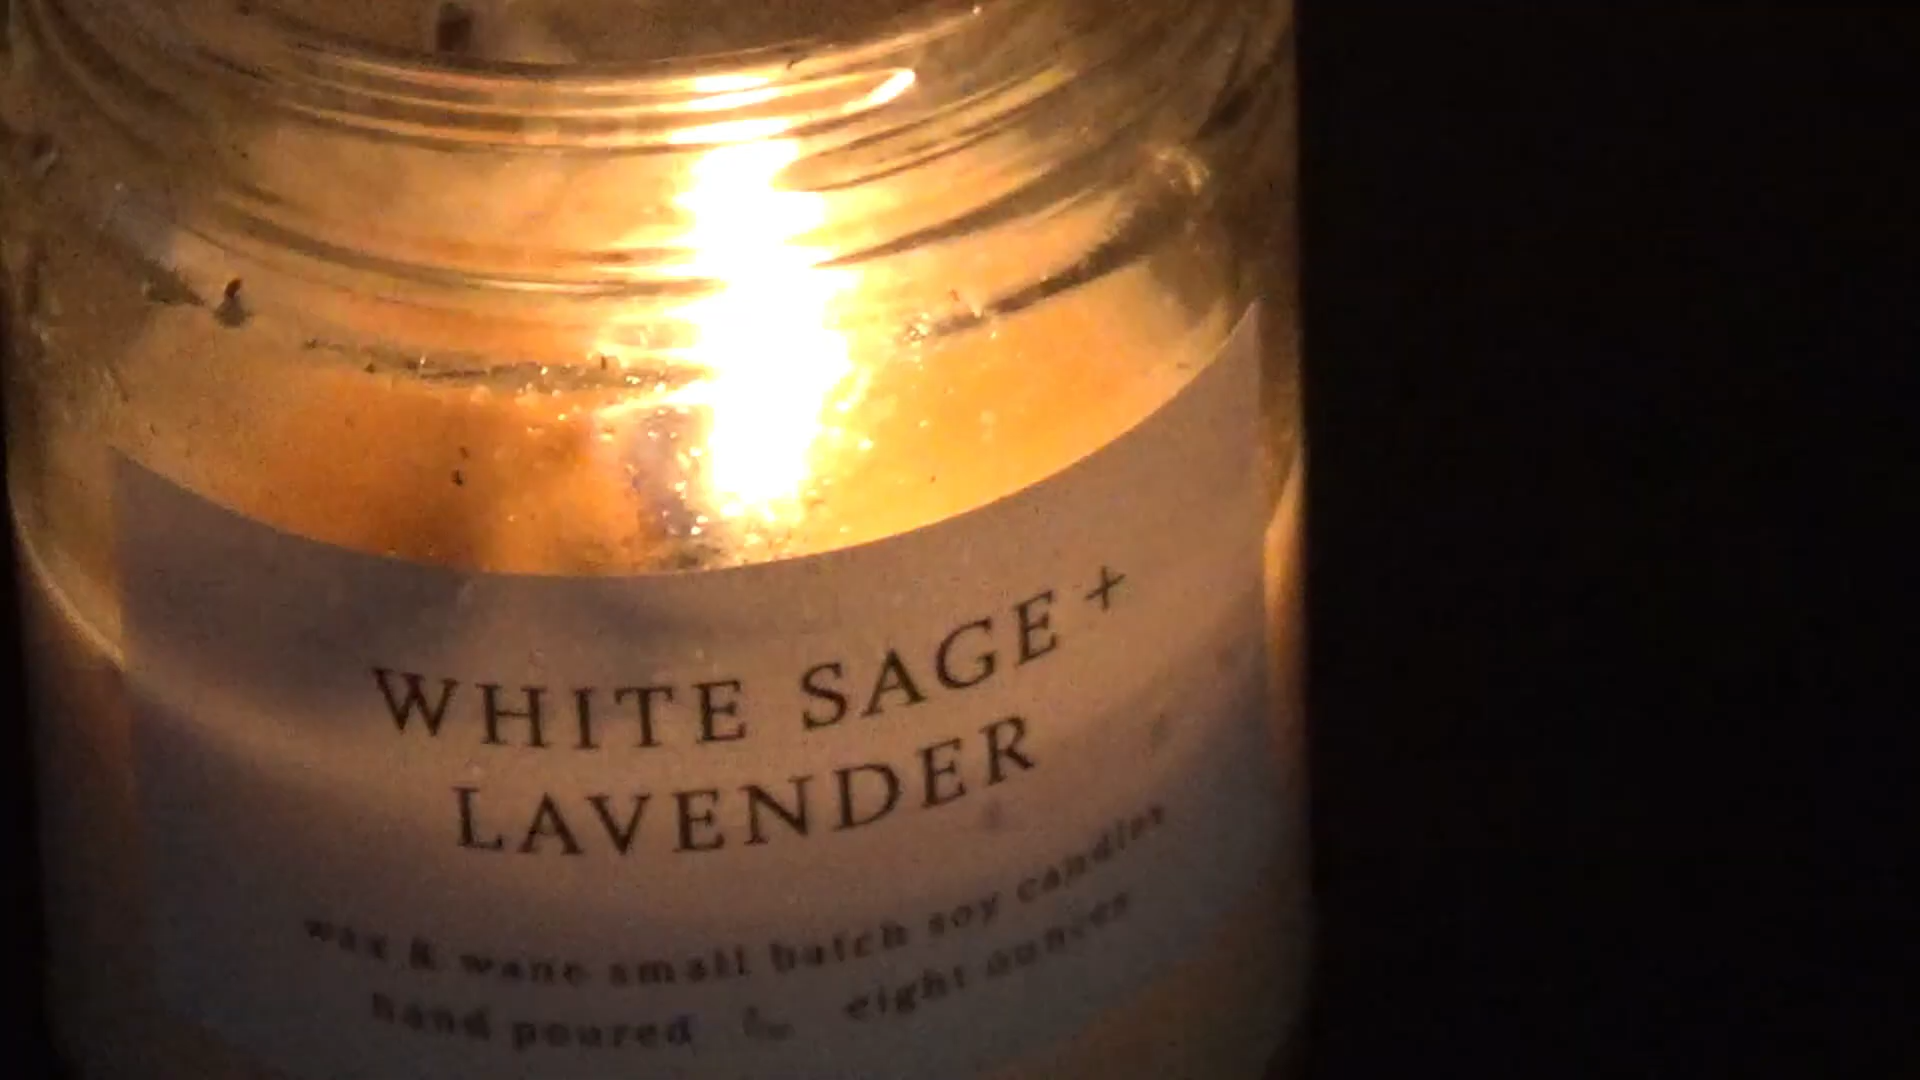 WHITE SAGE +
LAVENDER
wax & wane small batch soy candles
hand poured eight ounces